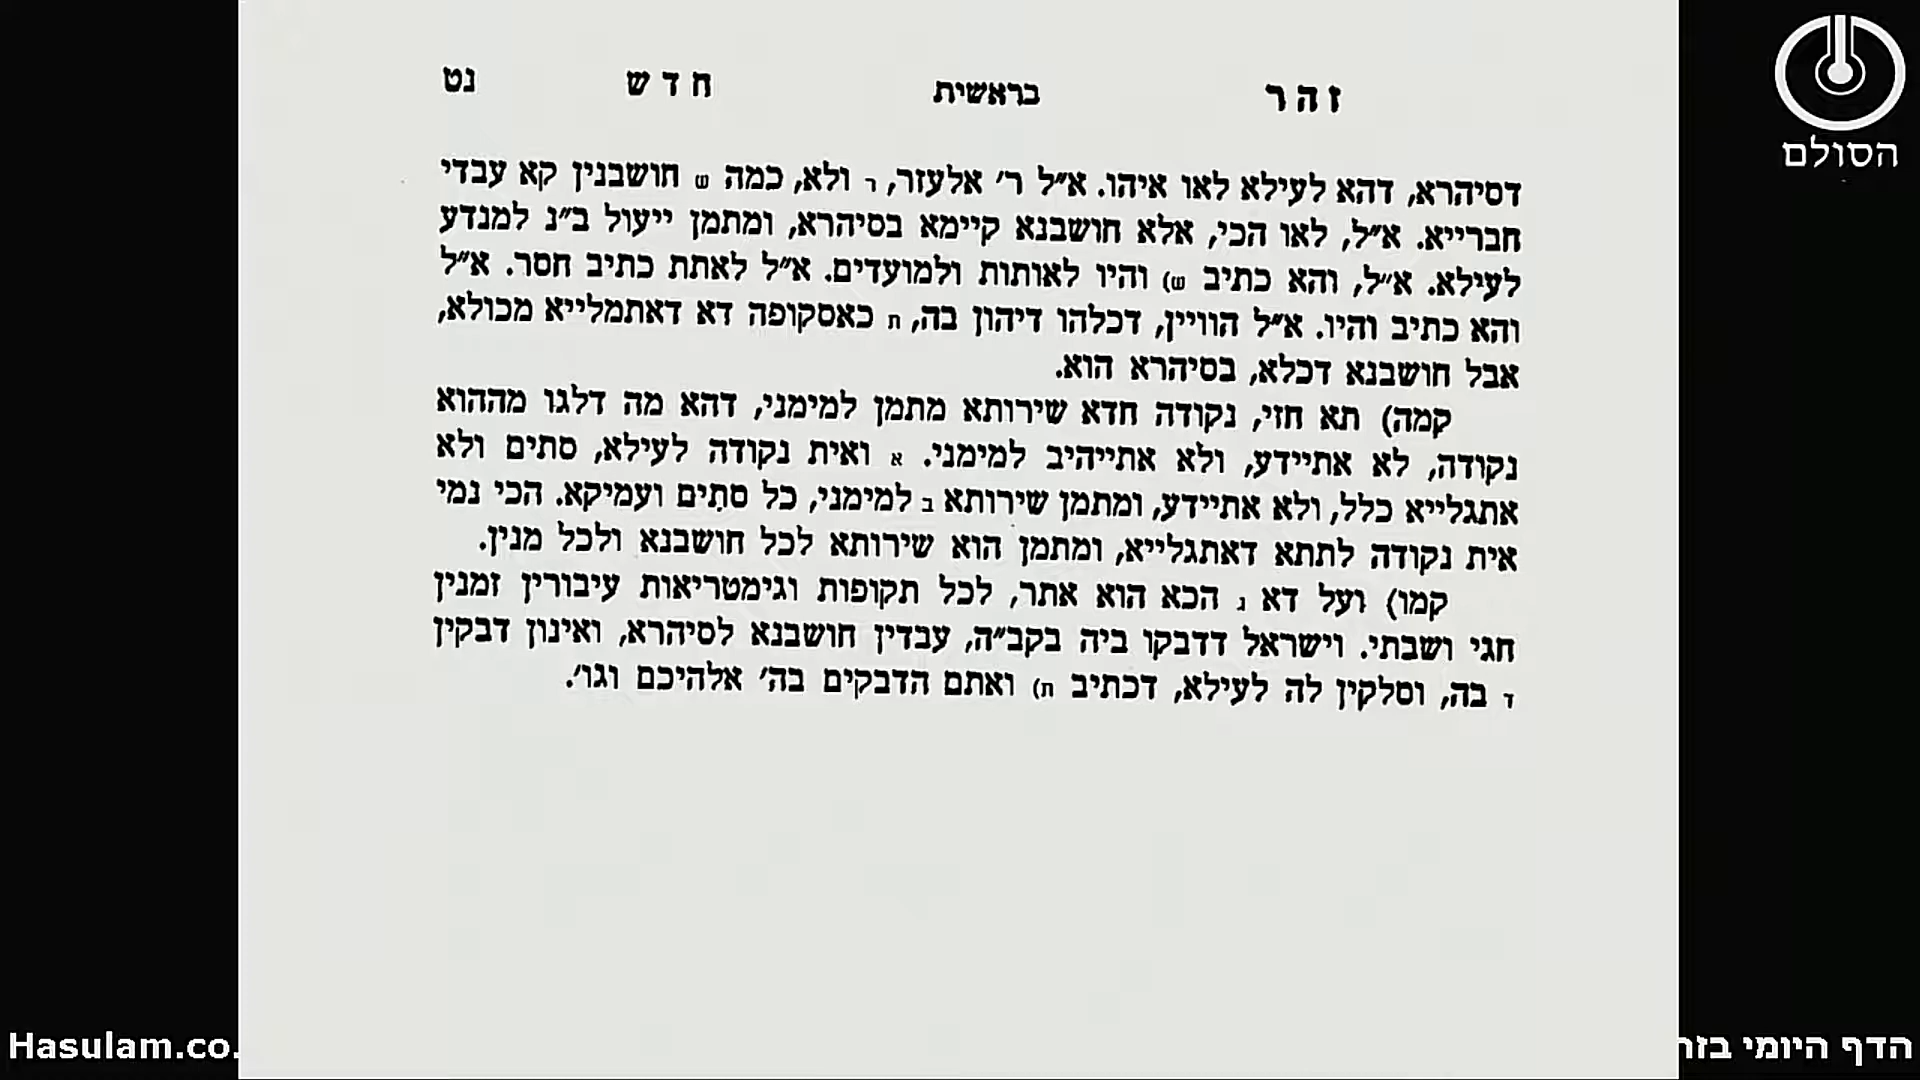 זהר בראשית חדש נט
הסולם
דסיהרא, דהא לעילא לאו איהו. א״ל ר׳ אלעזר, ר ולא, כמה ש חושבנין קא עבדי
חברייא. א״ל, לאו הכי, אלא חושבנא קיימא בסיהרא, ומתמן ייעול ב״נ למנדע
לעילא. א״ל, והא כתיב ש) והיו לאותות ולמועדים. א״ל לאתת כתיב חסר. א״ל
והא כתיב והיו. א״ל הוויין, דכלהו דיהון בה, ת כאסקופה דא דאתמלייא מכולא,
אבל חושבנא דכלא, בסיהרא הוא.
קמה) תא חזי, נקודה חדא שירותא מתמן למימני, דהא מה דלגו מההוא
נקודה, לא אתיידע, ולא אתייהיב למימני. א ואית נקודה לעילא, סתים ולא
אתגלייא כלל, ולא אתיידע, ומתמן שירותא ב למימני, כל סתים ועמיקא. הכי נמי
אית נקודה לתתא דאתגלייא, ומתמן הוא שירותא לכל חושבנא ולכל מנין.
קמו) ועל דא ג הכא הוא אתר, לכל תקופות וגימטריאות עיבורין זמנין
חגי ושבתי. וישראל דדבקו ביה בקב״ה, עבדין חושבנא לסיהרא, ואינון דבקין
ד בה, וסלקין לה לעילא, דכתיב ת) ואתם הדבקים בה׳ אלהיכם וגו׳.
Hasulam.co.
הדף היומי בזה